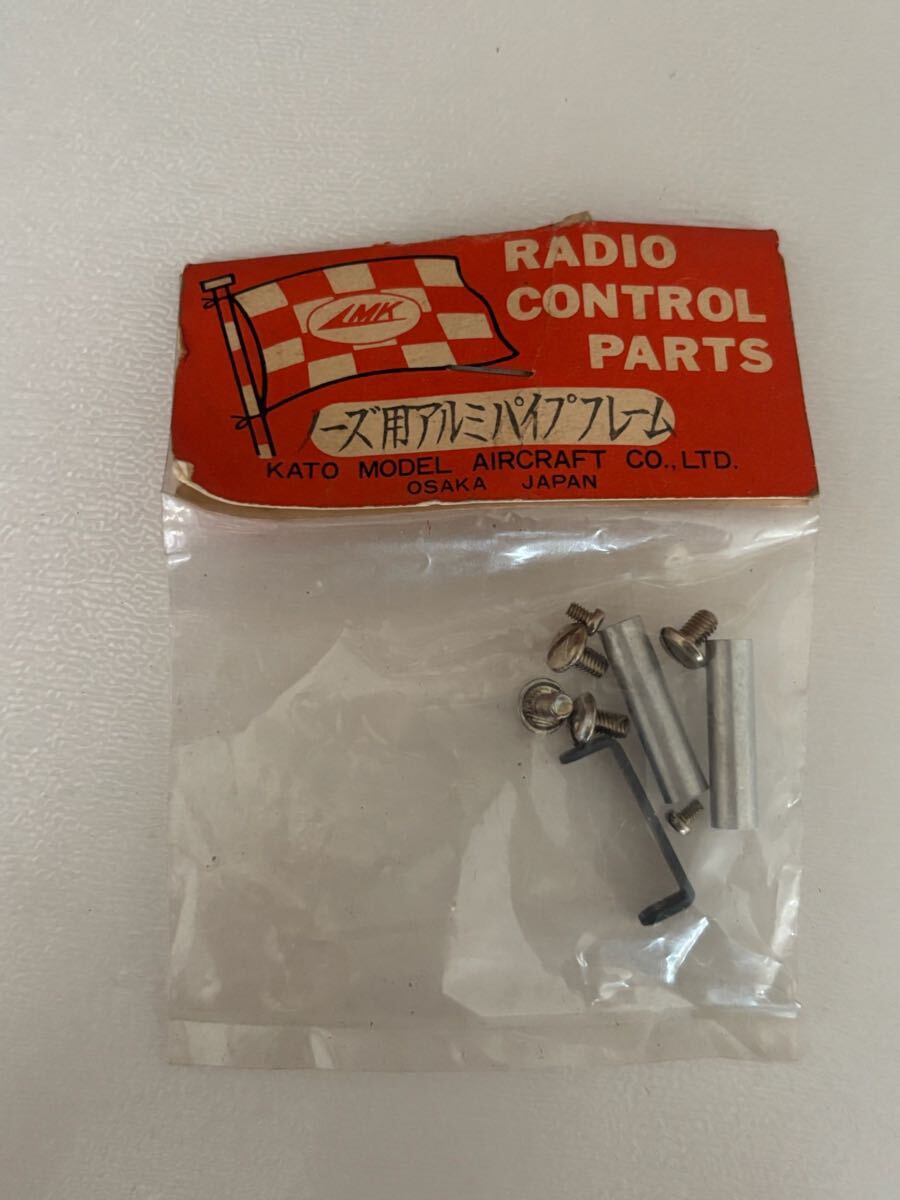 RADIO
CONTROL
PARTS
LMK
ノーズ用アルミパイプフレーム
KATO MODEL AIRCRAFT CO., LTD.
OSAKA JAPAN